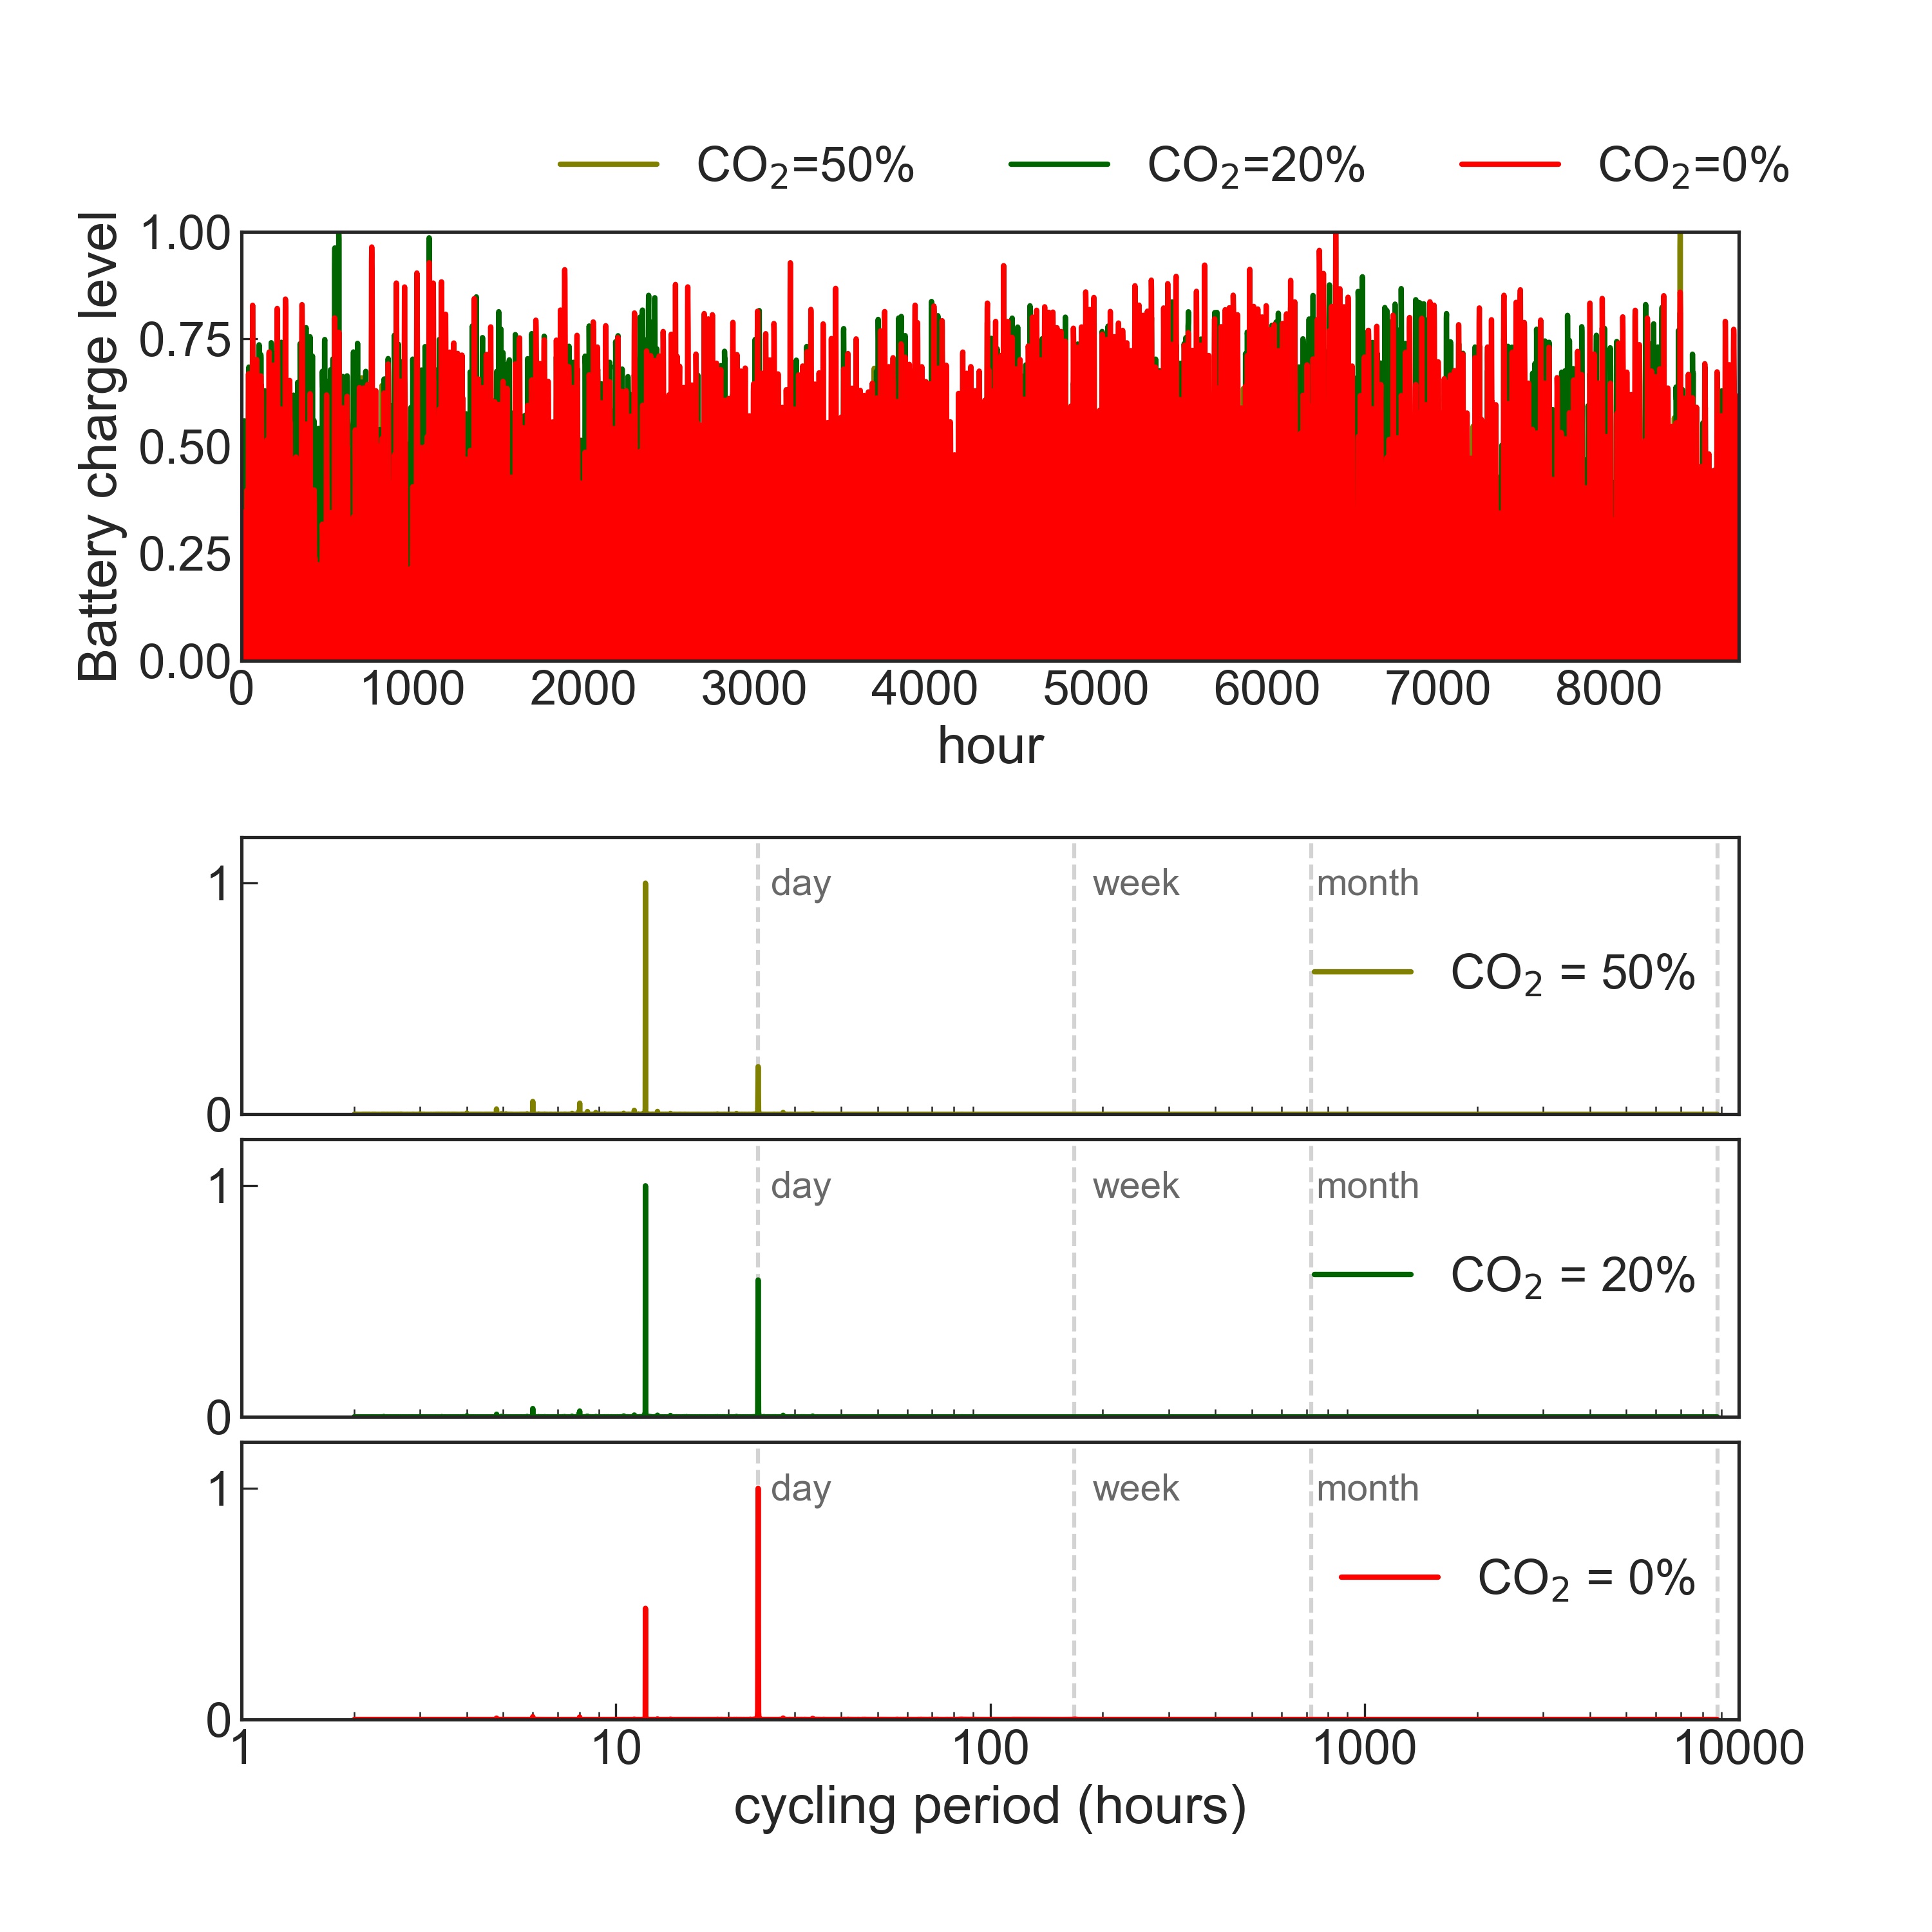 CO₂=50% CO₂=20% CO₂=0%
Battery charge level
1.00
0.75
0.50
0.25
0.00
0 1000 2000 3000 4000 5000 6000 7000 8000
hour
1 day week month
CO₂ = 50%
0
1 day week month
CO₂ = 20%
0
1 day week month
CO₂ = 0%
0
1 10 100 1000 10000
cycling period (hours)